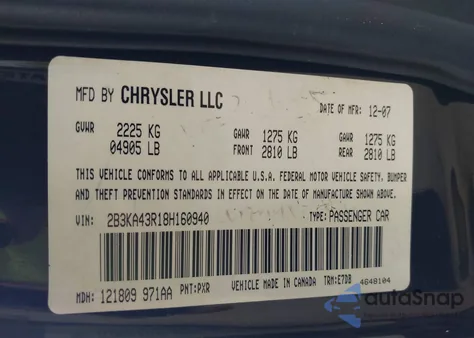 MFD BY CHRYSLER LLC DATE OF MFR: 12-07
GVWR 2225 KG GAWR 1275 KG GAWR 1275 KG
04905 LB FRONT 2810 LB REAR 2810 LB
THIS VEHICLE CONFORMS TO ALL APPLICABLE U.S.A. FEDERAL MOTOR VEHICLE SAFETY, BUMPER
AND THEFT PREVENTION STANDARDS IN EFFECT ON THE DATE OF MANUFACTURE SHOWN ABOVE.
VIN: 2B3KA43R18H160940 TYPE: PASSENGER CAR
MDH: 121809 971AA PNT: PXR VEHICLE MADE IN CANADA TRM: E7DB 4648104
autoSnap